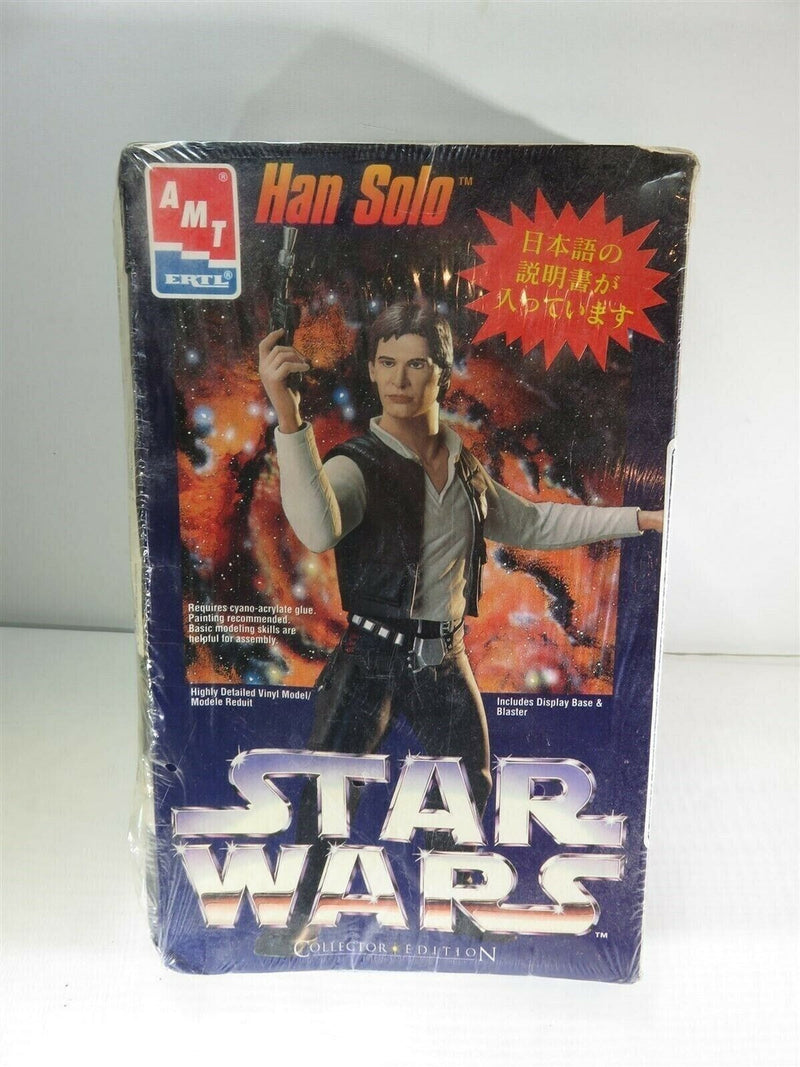 AMT®
ERTL®
Han Solo™
日本語の
説明書が
入っています
Requires cyano-acrylate glue.
Painting recommended.
Basic modeling skills are
helpful for assembly.
Highly Detailed Vinyl Model/
Modele Reduit
Includes Display Base &
Blaster
STAR
WARS™
COLLECTOR • EDITION